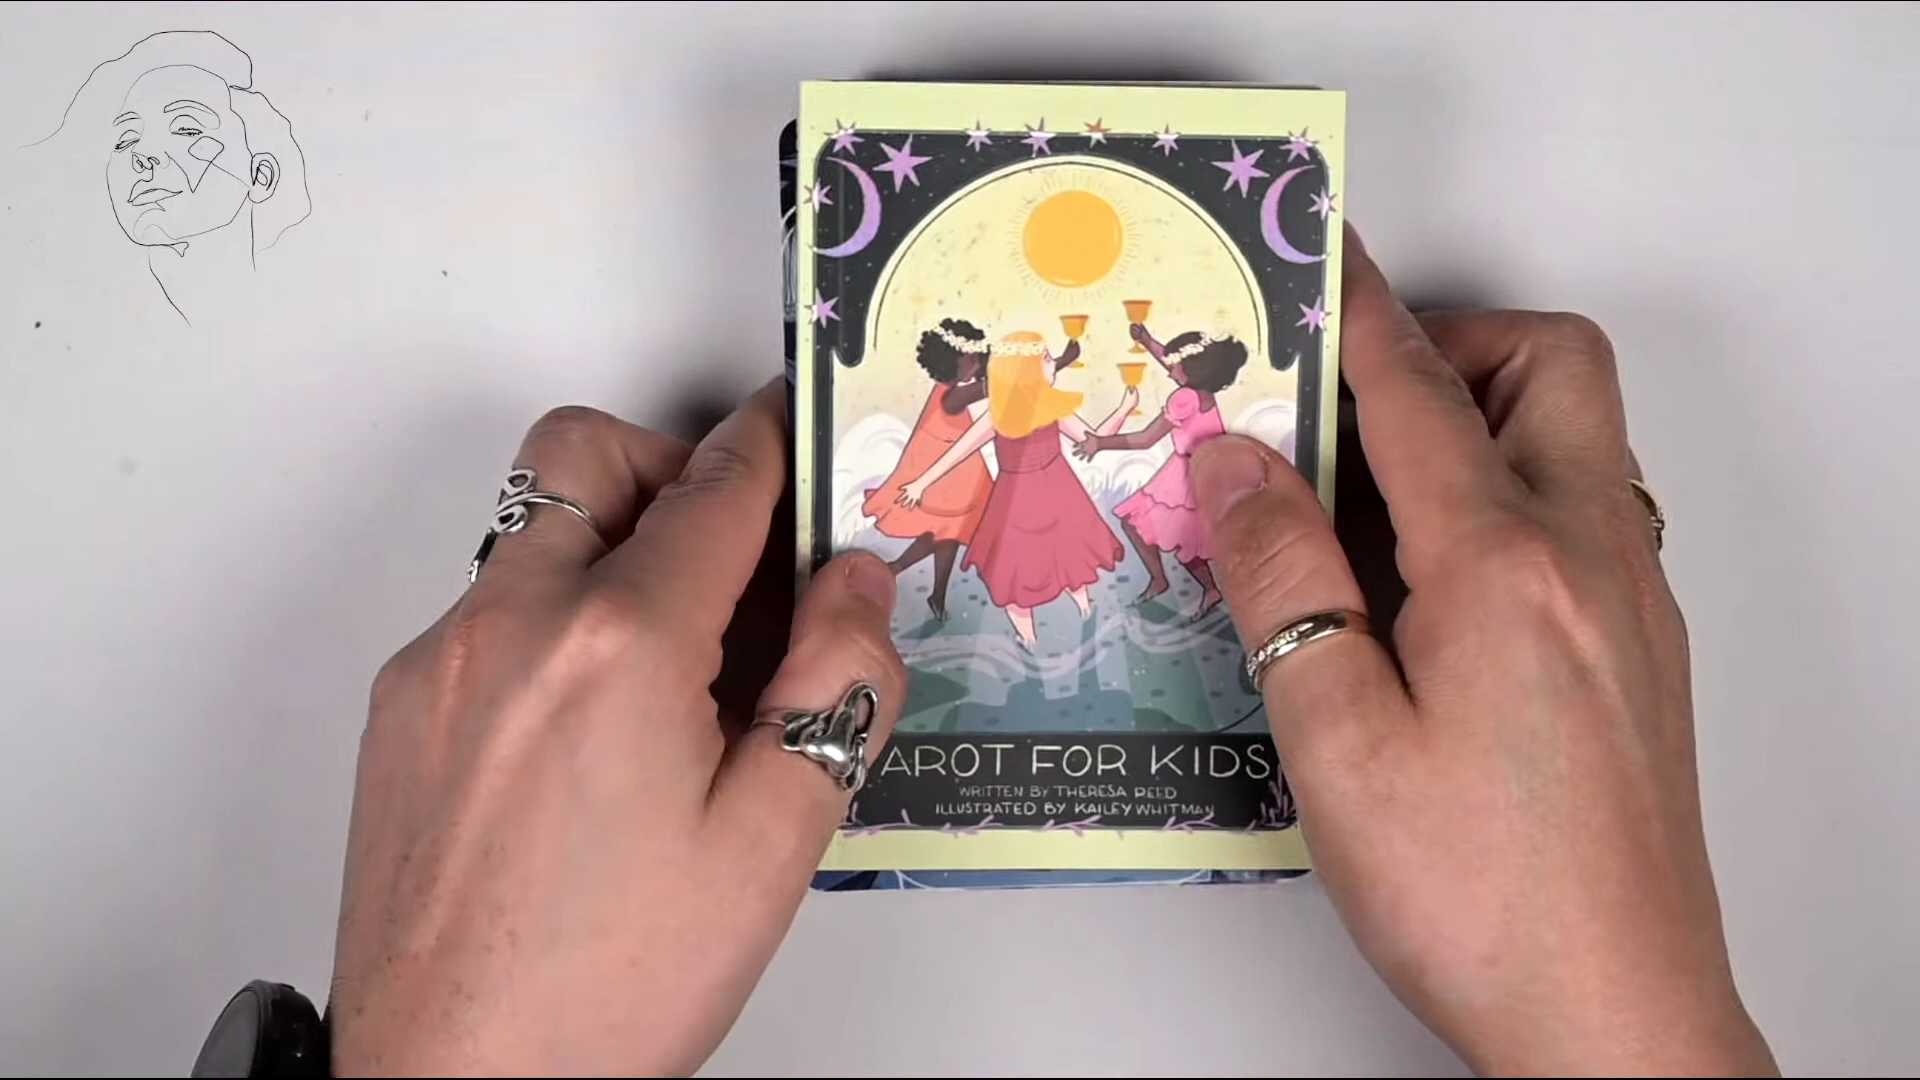 AROT FOR KIDS
WRITTEN BY THERESA REED
ILLUSTRATED BY KAILEY WHITMAN